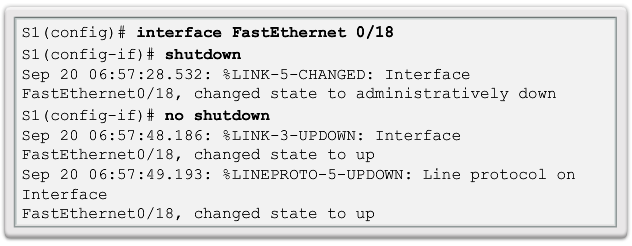 S1(config)# interface FastEthernet 0/18
S1(config-if)# shutdown
Sep 20 06:57:28.532: %LINK-5-CHANGED: Interface
FastEthernet0/18, changed state to administratively down
S1(config-if)# no shutdown
Sep 20 06:57:48.186: %LINK-3-UPDOWN: Interface
FastEthernet0/18, changed state to up
Sep 20 06:57:49.193: %LINEPROTO-5-UPDOWN: Line protocol on
Interface
FastEthernet0/18, changed state to up